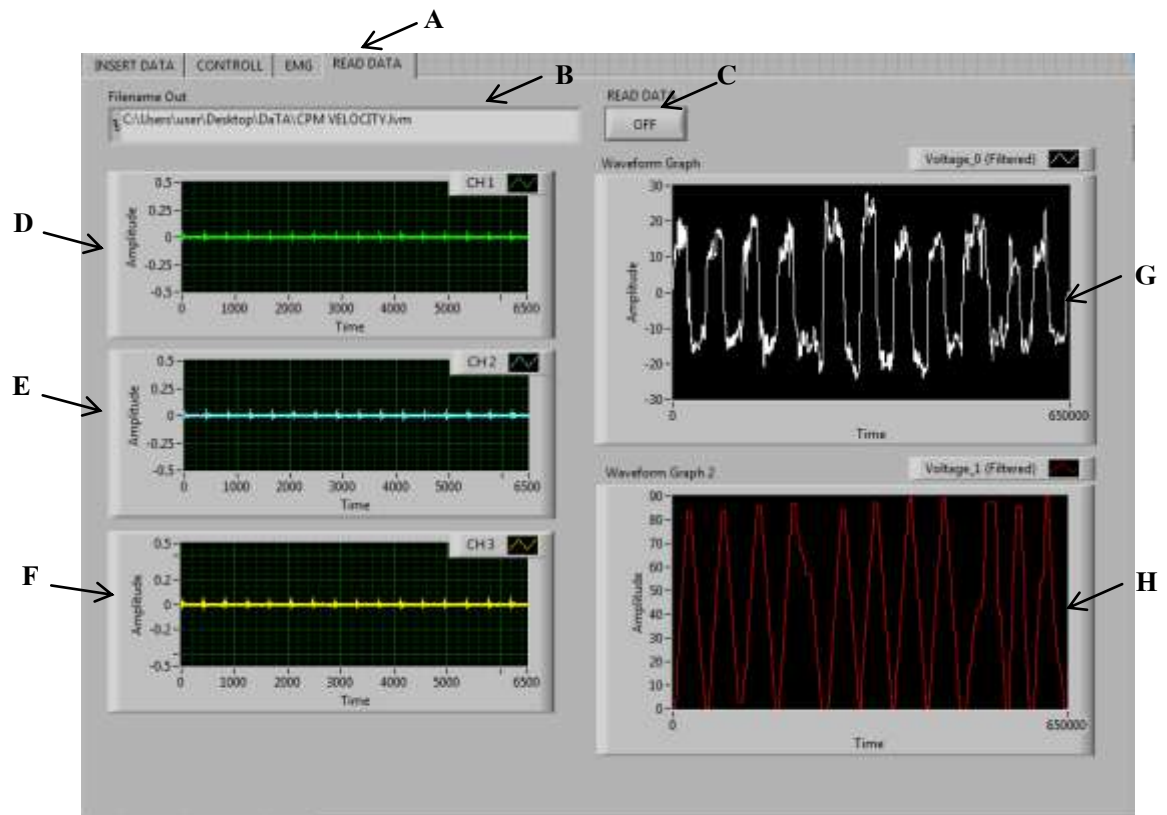 A
INSERT DATA CONTROLL EMG READ DATA
B
C
Filename Out
C:\Users\user\Desktop\DaTA\CPM VELOCITY.lvm
READ DATA
OFF
D
CH 1
Amplitude
0.5
0.25
0
-0.25
-0.5
0 1000 2000 3000 4000 5000 6500
Time
E
CH 2
Amplitude
0.5
0.25
0
-0.25
-0.5
0 1000 2000 3000 4000 5000 6500
Time
F
CH 3
Amplitude
0.5
0.2
0
-0.2
-0.5
0 1000 2000 3000 4000 5000 6500
Time
Waveform Graph
Voltage_0 (Filtered)
G
Amplitude
30
20
10
0
-10
-20
-30
0 650000
Time
Waveform Graph 2
Voltage_1 (Filtered)
H
Amplitude
90
80
70
60
50
40
30
20
10
0
0 650000
Time